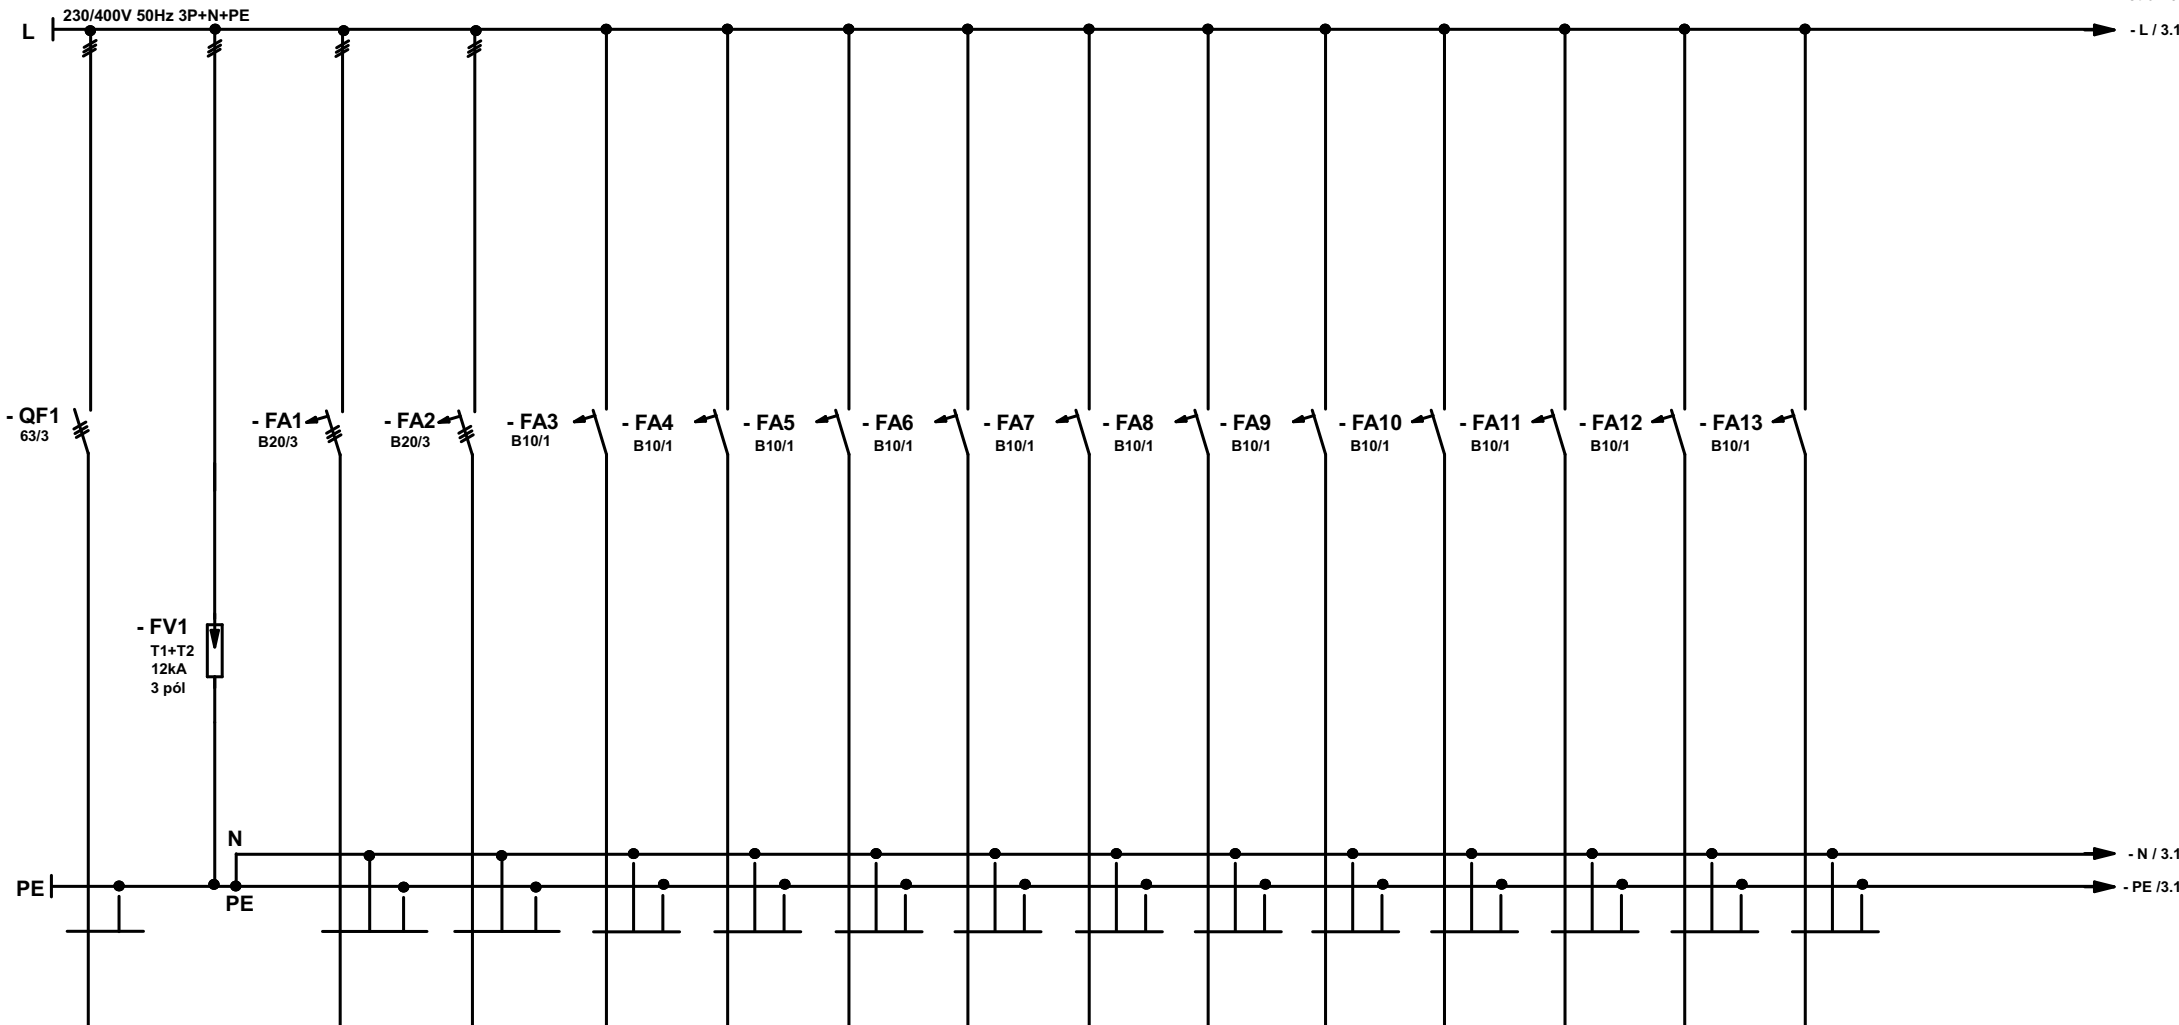 230/400V 50Hz 3P+N+PE
L
- L / 3.1
- QF1
63/3
- FA1
B20/3
- FA2
B20/3
- FA3
B10/1
- FA4
B10/1
- FA5
B10/1
- FA6
B10/1
- FA7
B10/1
- FA8
B10/1
- FA9
B10/1
- FA10
B10/1
- FA11
B10/1
- FA12
B10/1
- FA13
B10/1
- FV1
T1+T2
12kA
3 pól
N
- N / 3.1
PE
PE
- PE /3.1